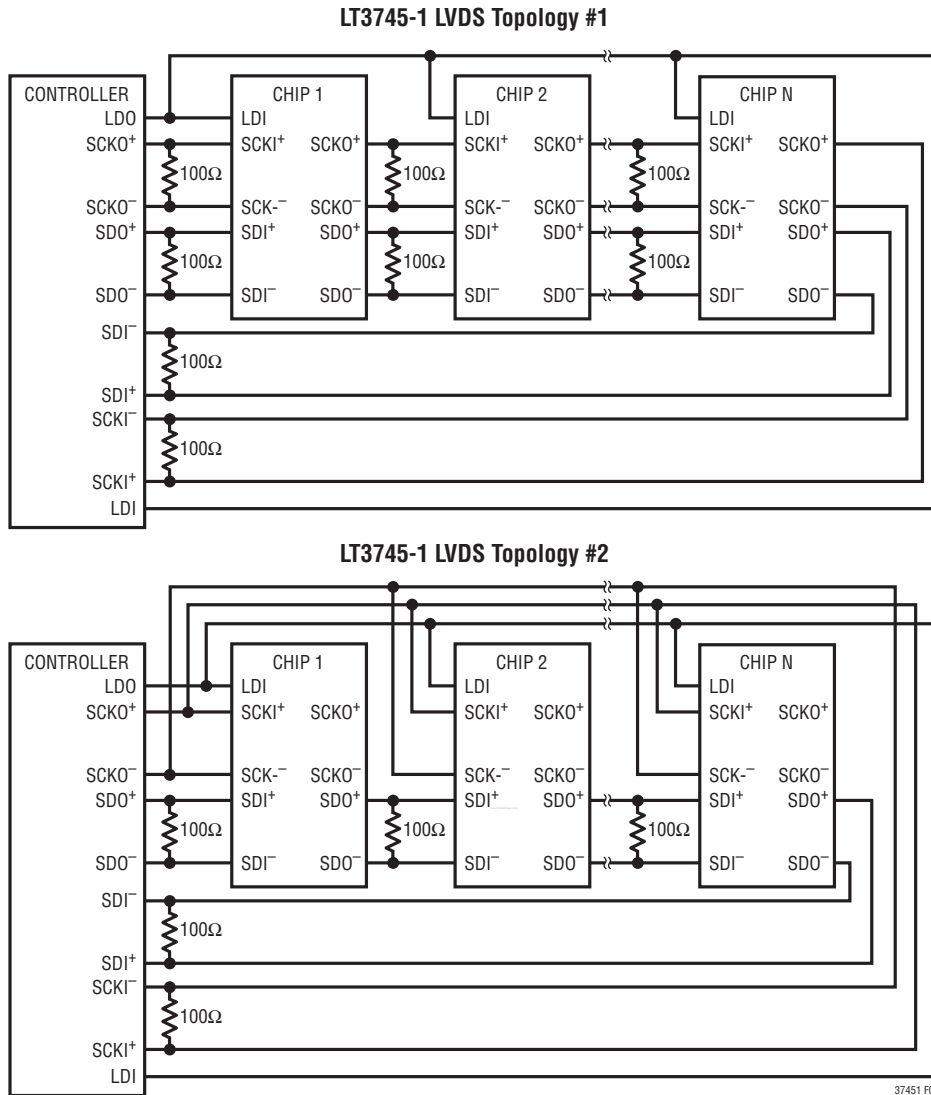 LT3745-1 LVDS Topology #1
CONTROLLER CHIP 1 CHIP 2 CHIP N
LDO LDI LDI LDI
SCKO+ SCKI+ SCKO+ SCKI+ SCKO+ SCKI+ SCKO+
100Ω 100Ω 100Ω
SCKO– SCK-– SCKO– SCK-– SCKO– SCK-– SCKO–
SDO+ SDI+ SDO+ SDI+ SDO+ SDI+ SDO+
100Ω 100Ω 100Ω
SDO– SDI– SDO– SDI– SDO– SDI– SDO–
SDI–
100Ω
SDI+
SCKI–
100Ω
SCKI+
LDI
LT3745-1 LVDS Topology #2
CONTROLLER CHIP 1 CHIP 2 CHIP N
LDO LDI LDI LDI
SCKO+ SCKI+ SCKO+ SCKI+ SCKO+ SCKI+ SCKO+
SCKO– SCK-– SCKO– SCK-– SCKO– SCK-– SCKO–
SDO+ SDI+ SDO+ SDI+ SDO+ SDI+ SDO+
100Ω 100Ω 100Ω
SDO– SDI– SDO– SDI– SDO– SDI– SDO–
SDI–
100Ω
SDI+
SCKI–
100Ω
SCKI+
LDI
37451